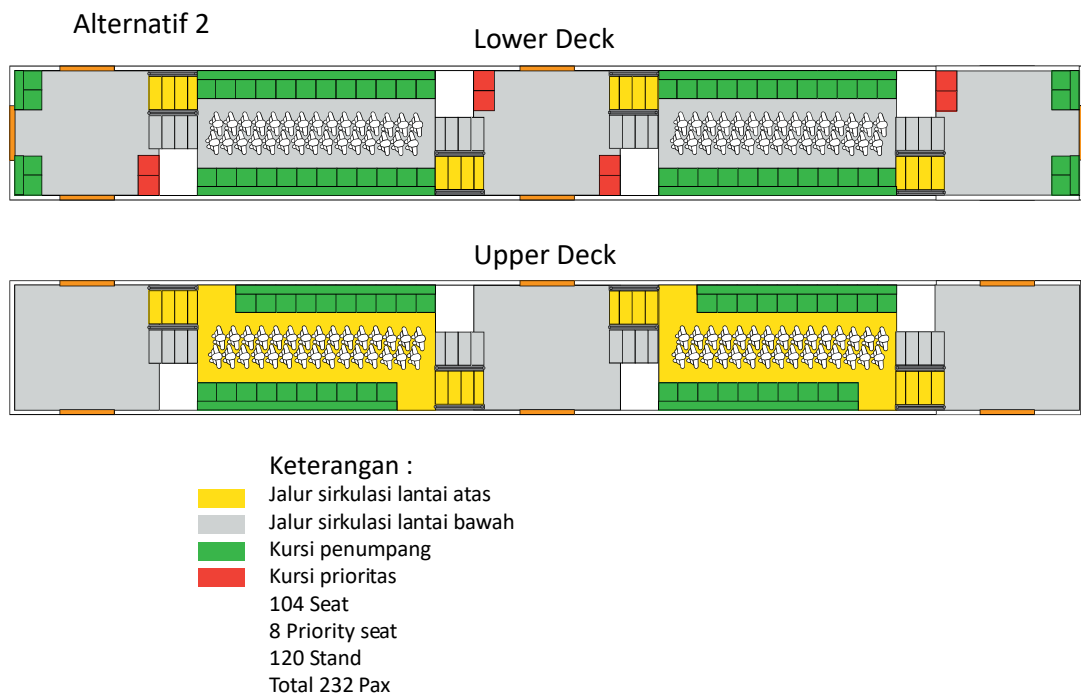 Alternatif 2
Lower Deck
Upper Deck
Keterangan :
Jalur sirkulasi lantai atas
Jalur sirkulasi lantai bawah
Kursi penumpang
Kursi prioritas
104 Seat
8 Priority seat
120 Stand
Total 232 Pax